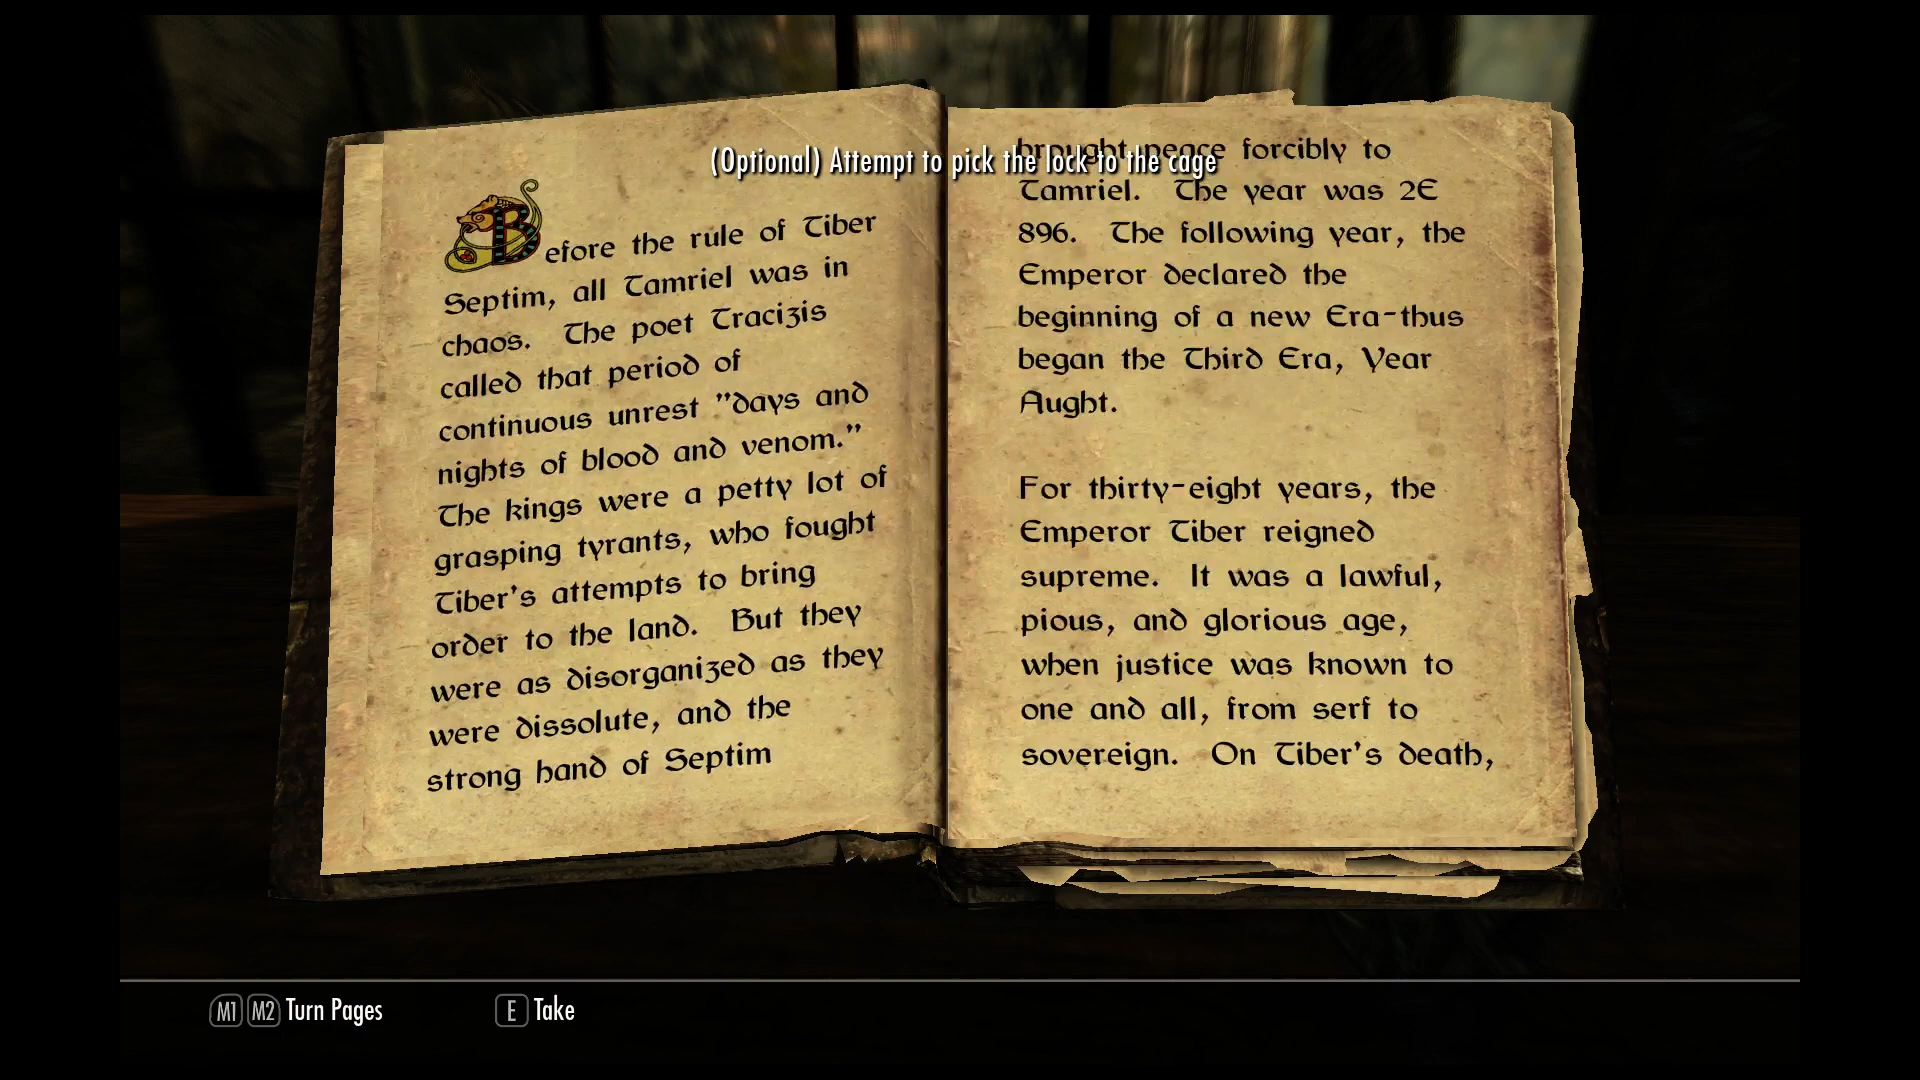 (Optional) Attempt to pick the lock to the cage
Before the rule of Tiber
Septim, all Tamriel was in
chaos. The poet Tracizis
called that period of
continuous unrest "days and
nights of blood and venom."
The kings were a petty lot of
grasping tyrants, who fought
Tiber's attempts to bring
order to the land. But they
were as disorganized as they
were dissolute, and the
strong hand of Septim
brought peace forcibly to
Tamriel. The year was 2E
896. The following year, the
Emperor declared the
beginning of a new Era-thus
began the Third Era, Year
Aught.
For thirty-eight years, the
Emperor Tiber reigned
supreme. It was a lawful,
pious, and glorious age,
when justice was known to
one and all, from serf to
sovereign. On Tiber's death,
M1 M2 Turn Pages
E Take